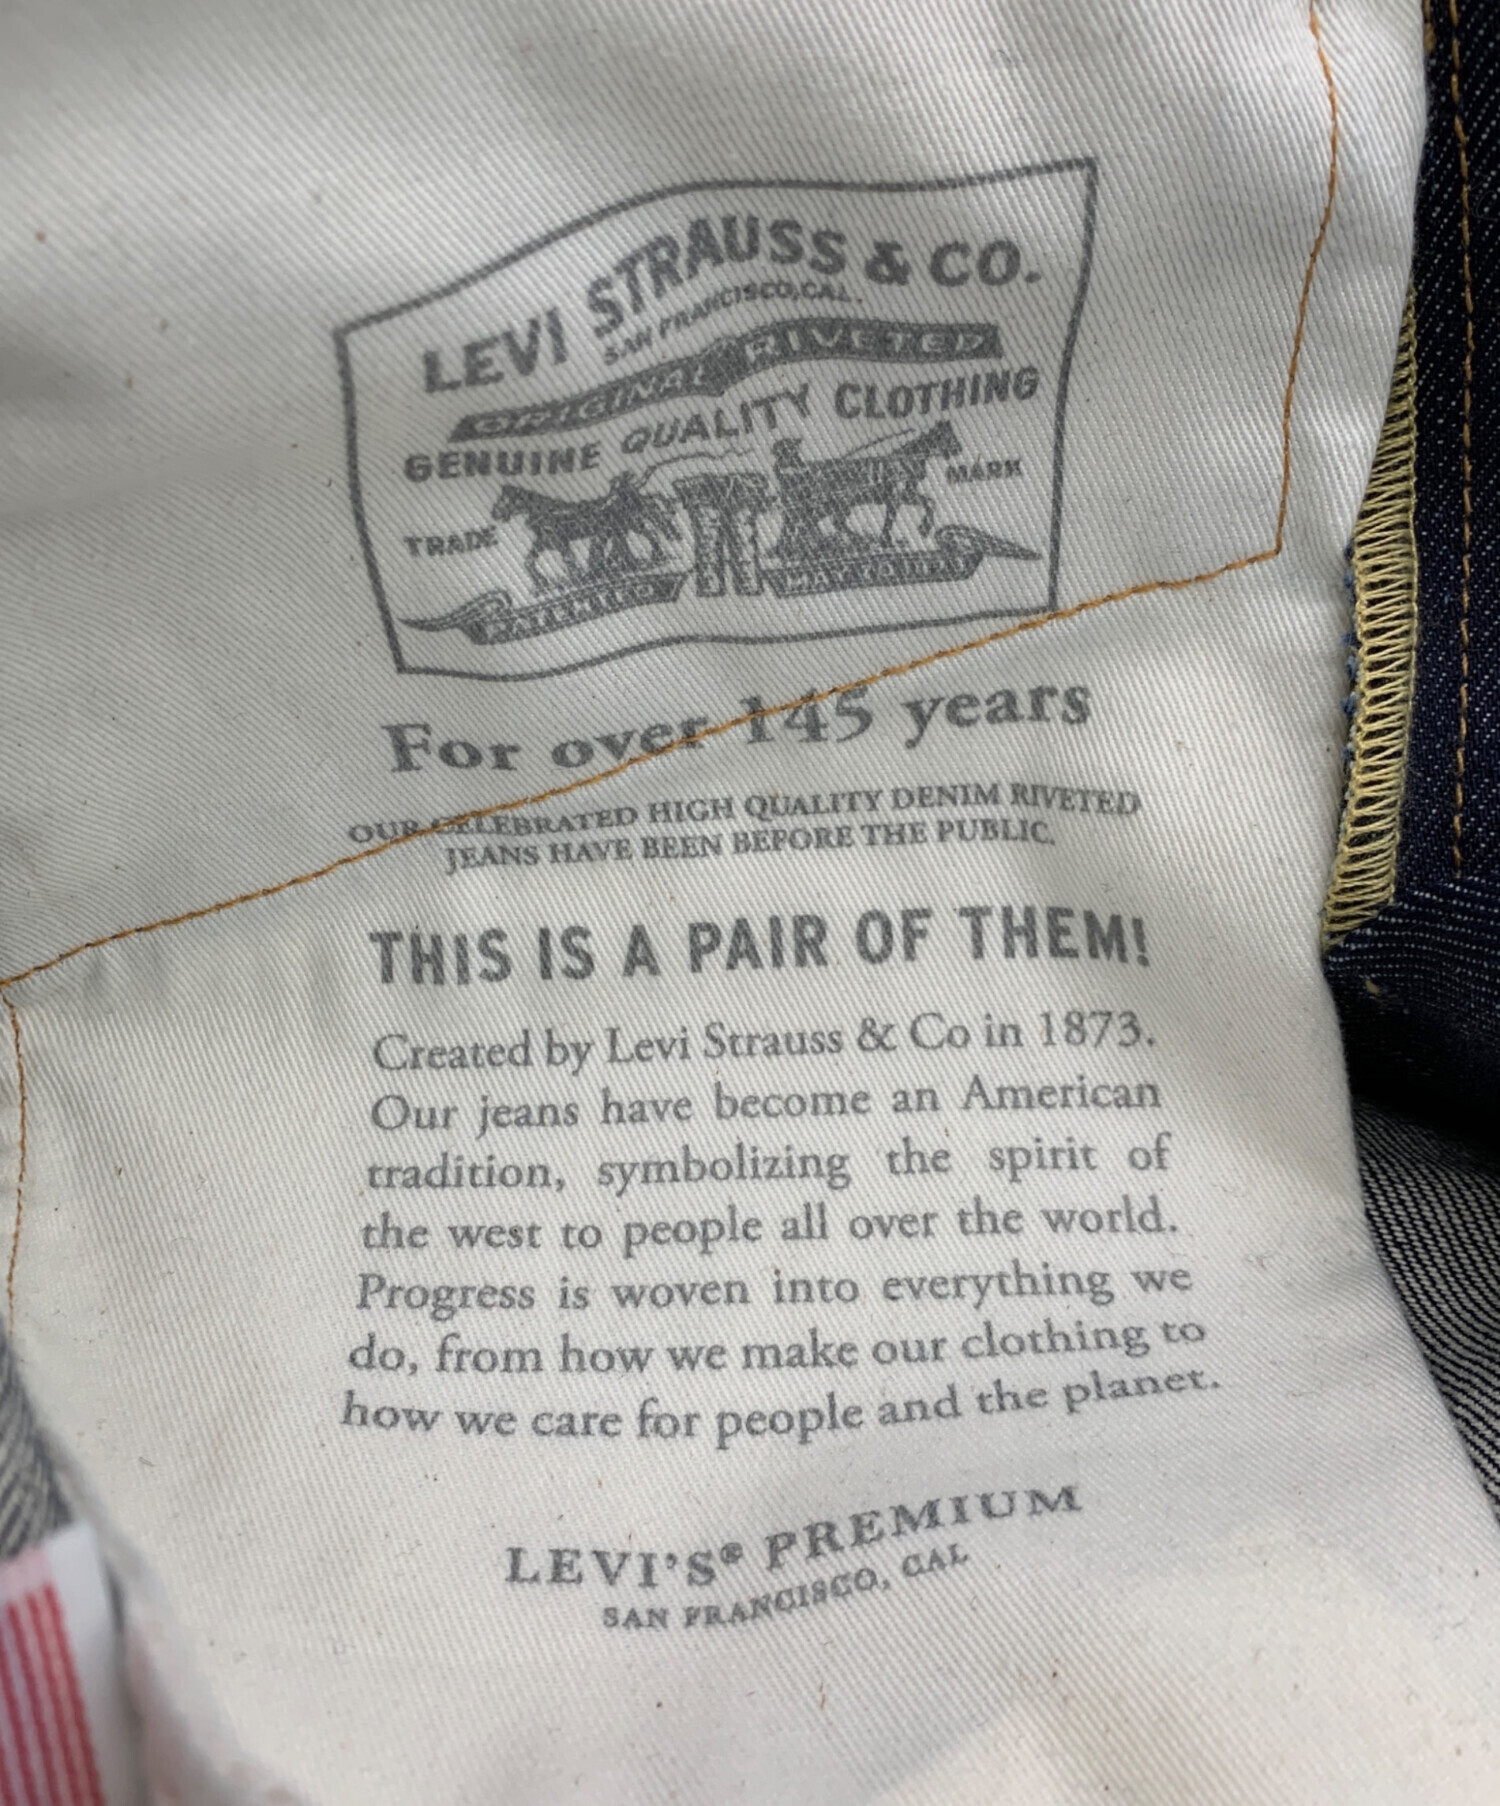 LEVI STRAUSS & CO.
SAN FRANCISCO, CAL.
ORIGINAL RIVETED
GENUINE QUALITY CLOTHING
TRADE MARK
PATENTED MAY 20 1873
For over 145 years
OUR CELEBRATED HIGH QUALITY DENIM RIVETED
JEANS HAVE BEEN BEFORE THE PUBLIC.
THIS IS A PAIR OF THEM!
Created by Levi Strauss & Co in 1873.
Our jeans have become an American
tradition, symbolizing the spirit of
the west to people all over the world.
Progress is woven into everything we
do, from how we make our clothing to
how we care for people and the planet.
LEVI'S® PREMIUM
SAN FRANCISCO, CAL